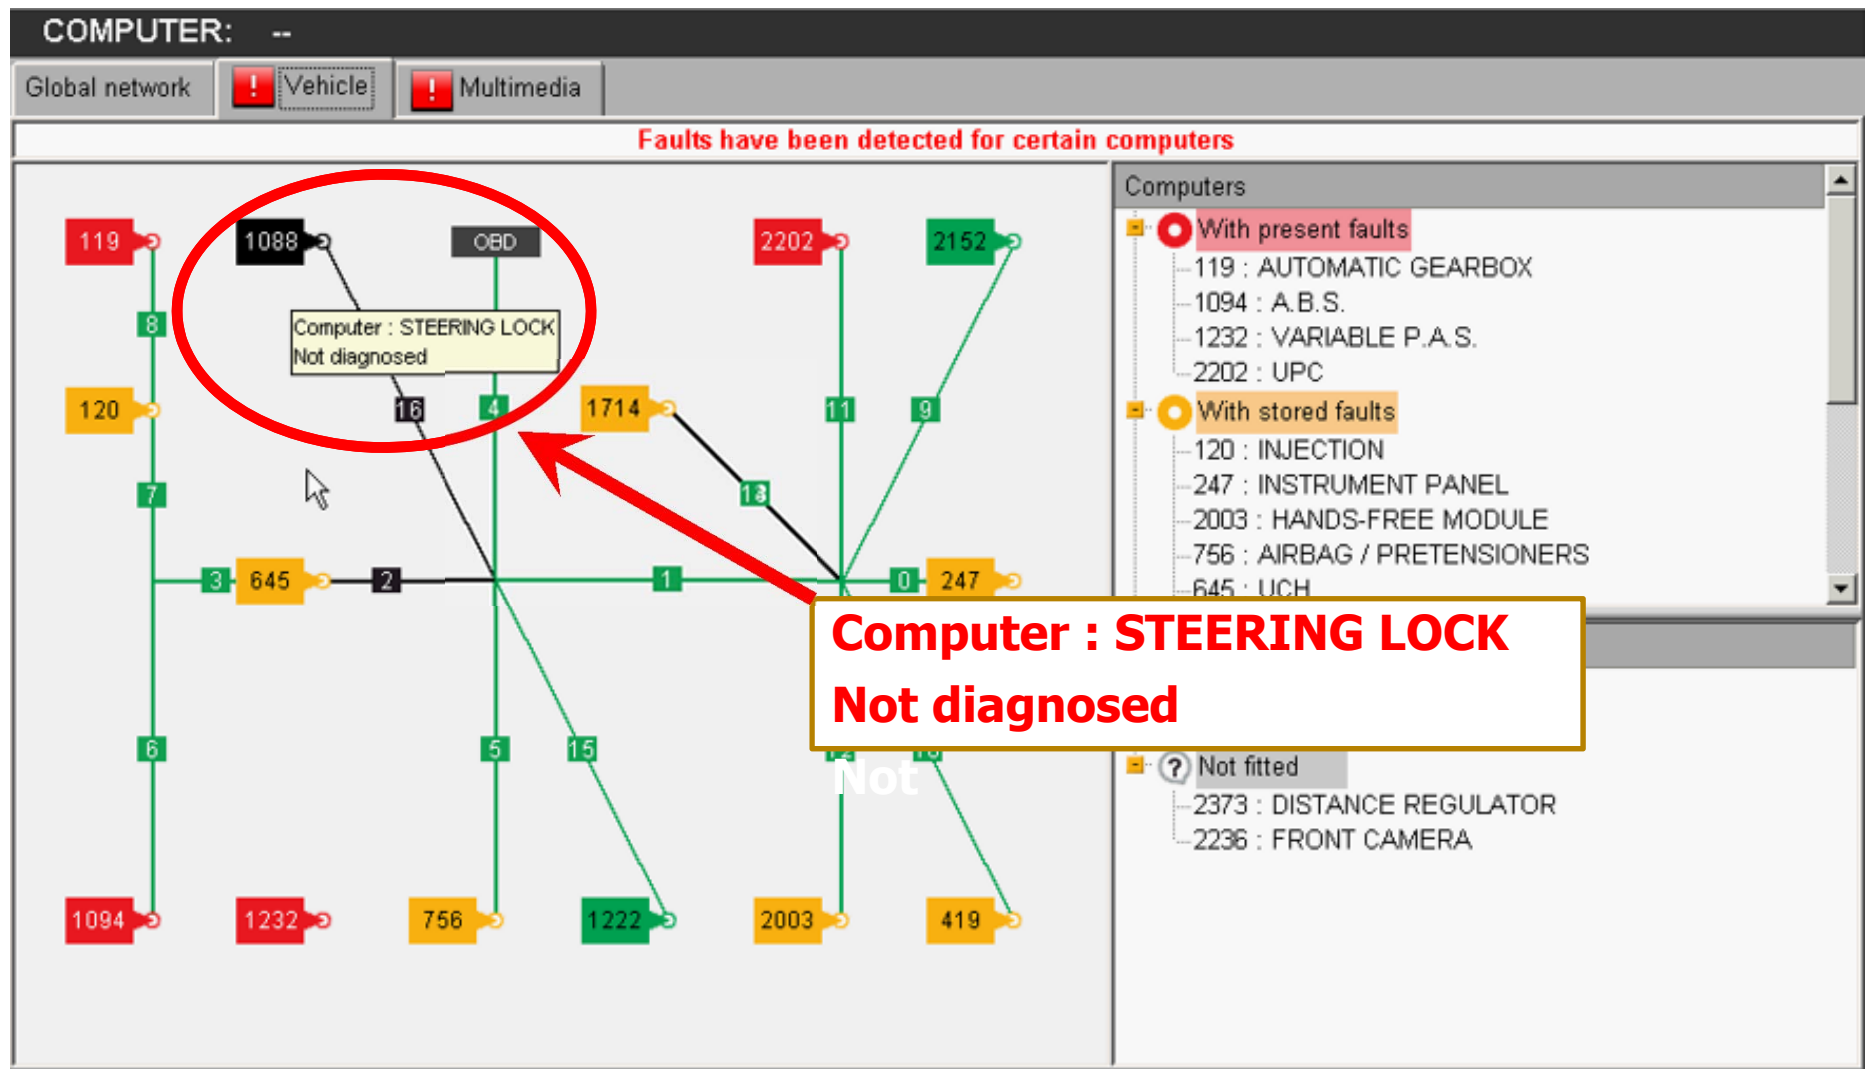 COMPUTER: --
Global network
! Vehicle
! Multimedia
Faults have been detected for certain computers
119
1088
OBD
2202
2152
8
Computer : STEERING LOCK
Not diagnosed
120
16
4
1714
11
9
7
3
645
2
1
0
247
6
5
15
1094
1232
756
1222
2003
419
Computers
With present faults
119 : AUTOMATIC GEARBOX
1094 : A.B.S.
1232 : VARIABLE P.A.S.
2202 : UPC
With stored faults
120 : INJECTION
247 : INSTRUMENT PANEL
2003 : HANDS-FREE MODULE
756 : AIRBAG / PRETENSIONERS
645 : UCH
Computer : STEERING LOCK
Not diagnosed
Not
? Not fitted
2373 : DISTANCE REGULATOR
2236 : FRONT CAMERA